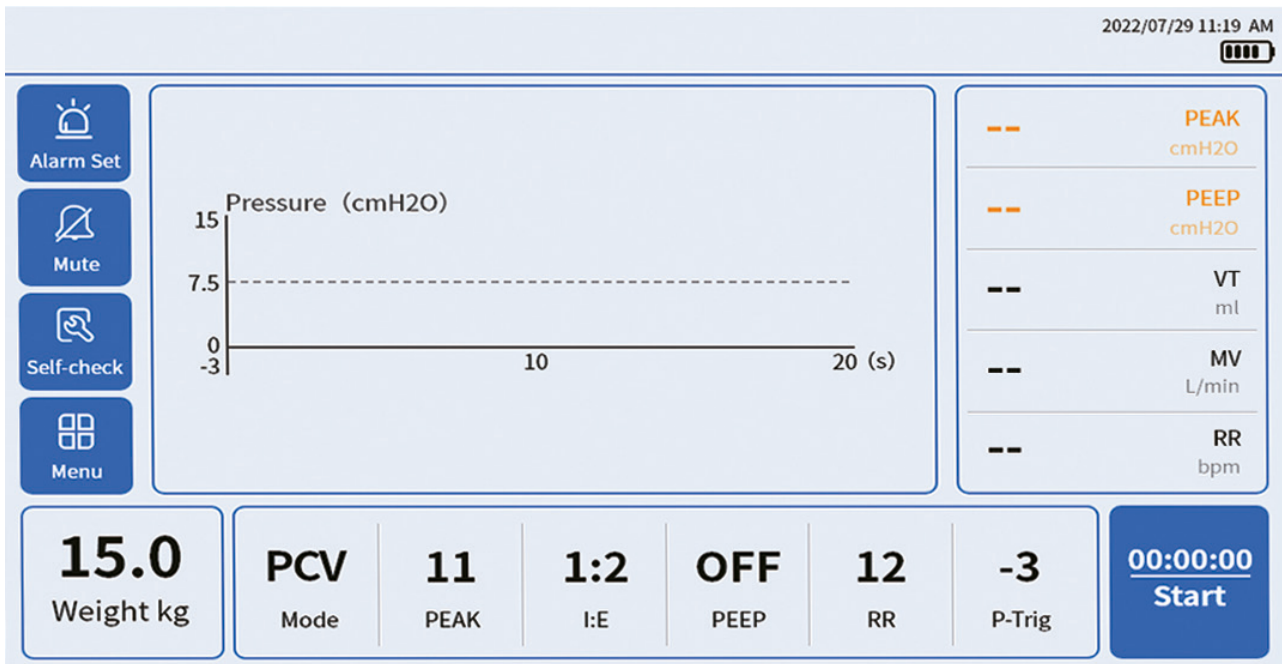 2022/07/29 11:19 AM
Alarm Set
Mute
Self-check
Menu
Pressure (cmH2O)
15
7.5
0
-3
10
20 (s)
-- PEAK
cmH2O
-- PEEP
cmH2O
-- VT
ml
-- MV
L/min
-- RR
bpm
15.0
Weight kg
PCV
Mode
11
PEAK
1:2
I:E
OFF
PEEP
12
RR
-3
P-Trig
00:00:00
Start